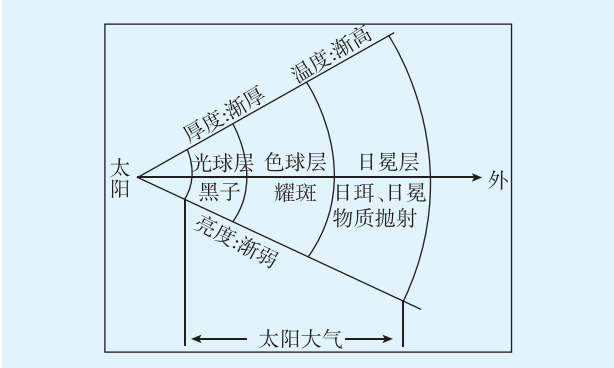 温度:渐高
厚度:渐厚
太阳
光球层 色球层 日冕层
外
黑子 耀斑 日珥、日冕
物质抛射
亮度:渐弱
太阳大气